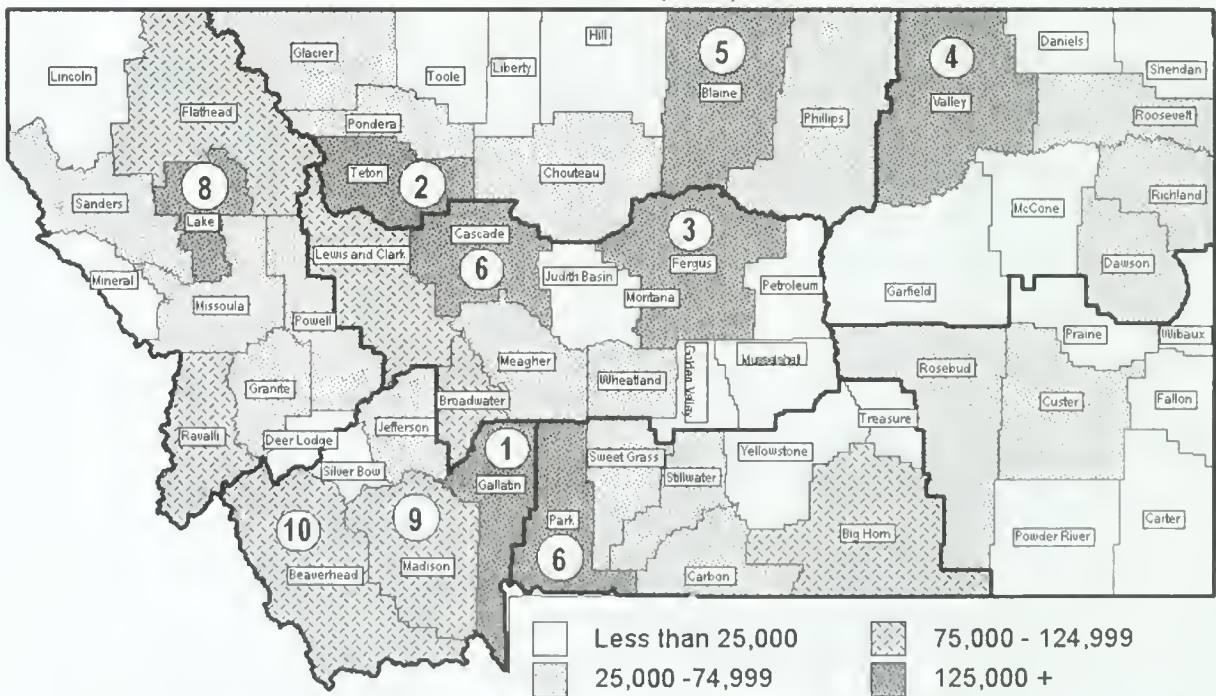 Lincoln
Flathead
Glacier
Toole
Liberty
Hill
5
Blaine
Phillips
4
Valley
Daniels
Sheridan
Roosevelt
Pondera
Teton
2
Chouteau
8
Lake
Sanders
McCone
Richland
Dawson
Cascade
6
3
Fergus
Lewis and Clark
Judith Basin
Montana
Petroleum
Garfield
Mineral
Missoula
Powell
Prairie
Wibaux
Meagher
Wheatland
Golden Valley
Musselshell
Rosebud
Custer
Fallon
Granite
Broadwater
Treasure
Ravalli
Deer Lodge
Jefferson
Silver Bow
1
Gallatin
Sweet Grass
Stillwater
Yellowstone
10
Beaverhead
9
Madison
Park
6
Carbon
Big Horn
Powder River
Carter
Less than 25,000
75,000 - 124,999
25,000 -74,999
125,000 +